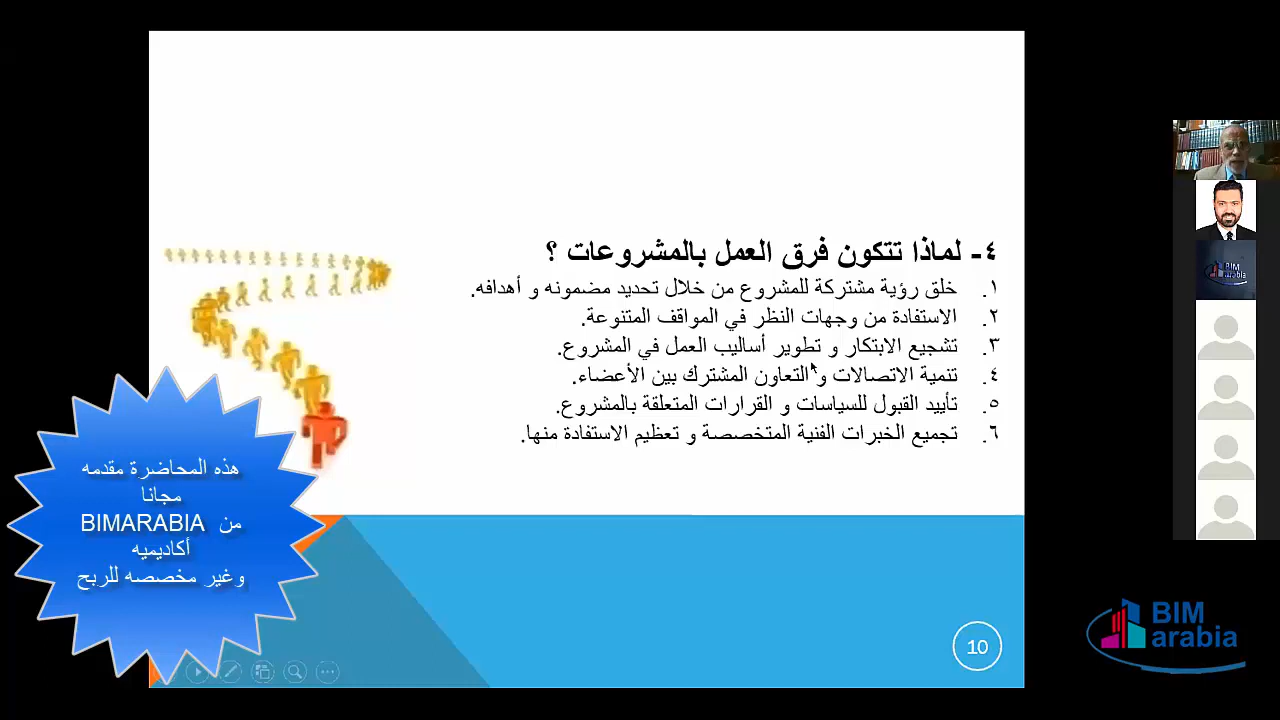 ٤- لماذا تتكون فرق العمل بالمشروعات ؟
١. خلق رؤية مشتركة للمشروع من خلال تحديد مضمونه و أهدافه.
٢. الاستفادة من وجهات النظر في المواقف المتنوعة.
٣. تشجيع الابتكار و تطوير أساليب العمل في المشروع.
٤. تنمية الاتصالات و التعاون المشترك بين الأعضاء.
٥. تأييد القبول للسياسات و القرارات المتعلقة بالمشروع.
٦. تجميع الخبرات الفنية المتخصصة و تعظيم الاستفادة منها.
هذه المحاضرة مقدمه
مجانا
من BIMARABIA
أكاديميه
وغير مخصصه للربح
10
BIM
arabia
BIM
arabia